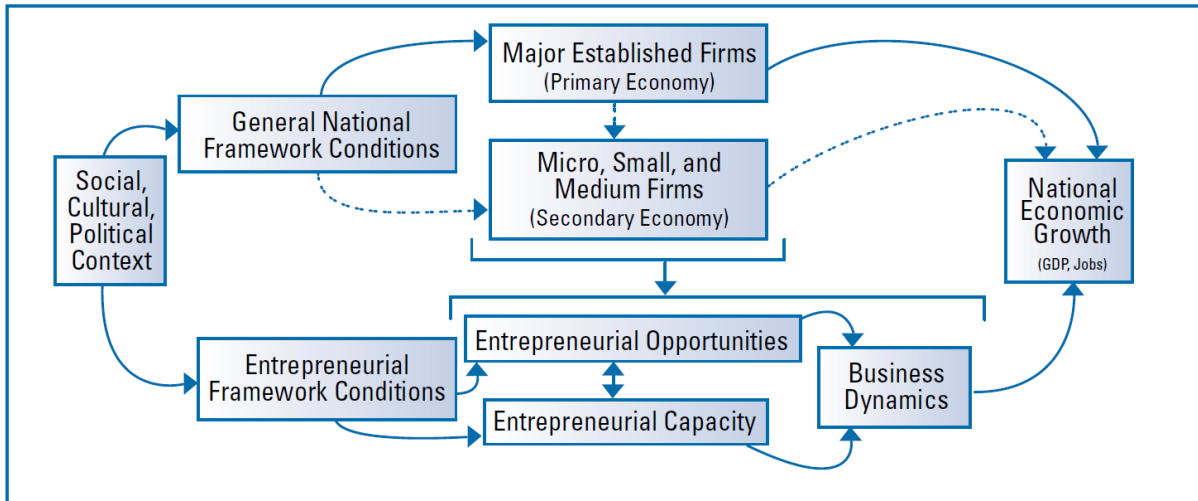 Major Established Firms
(Primary Economy)
General National
Framework Conditions
Micro, Small, and
Medium Firms
(Secondary Economy)
Social,
Cultural,
Political
Context
National
Economic
Growth
(GDP, Jobs)
Entrepreneurial Opportunities
Entrepreneurial
Framework Conditions
Business
Dynamics
Entrepreneurial Capacity